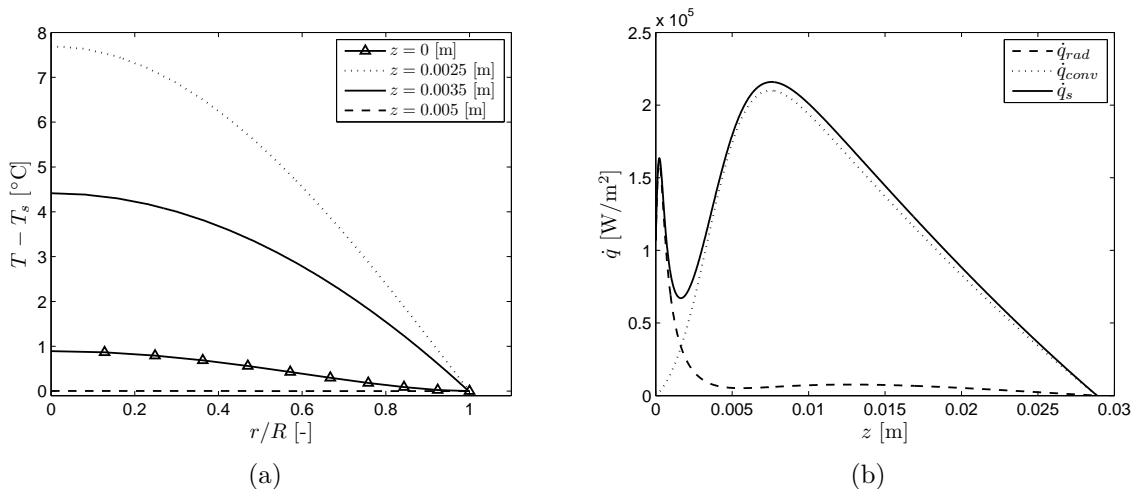 8
7
6
5
4
3
2
1
0
T − T_s [°C]
0 0.2 0.4 0.6 0.8 1
r/R [-]
z = 0 [m]
z = 0.0025 [m]
z = 0.0035 [m]
z = 0.005 [m]
(a)
x 10^5
2.5
2
1.5
1
0.5
0
q̇ [W/m²]
0 0.005 0.01 0.015 0.02 0.025 0.03
z [m]
q̇_rad
q̇_conv
q̇_s
(b)